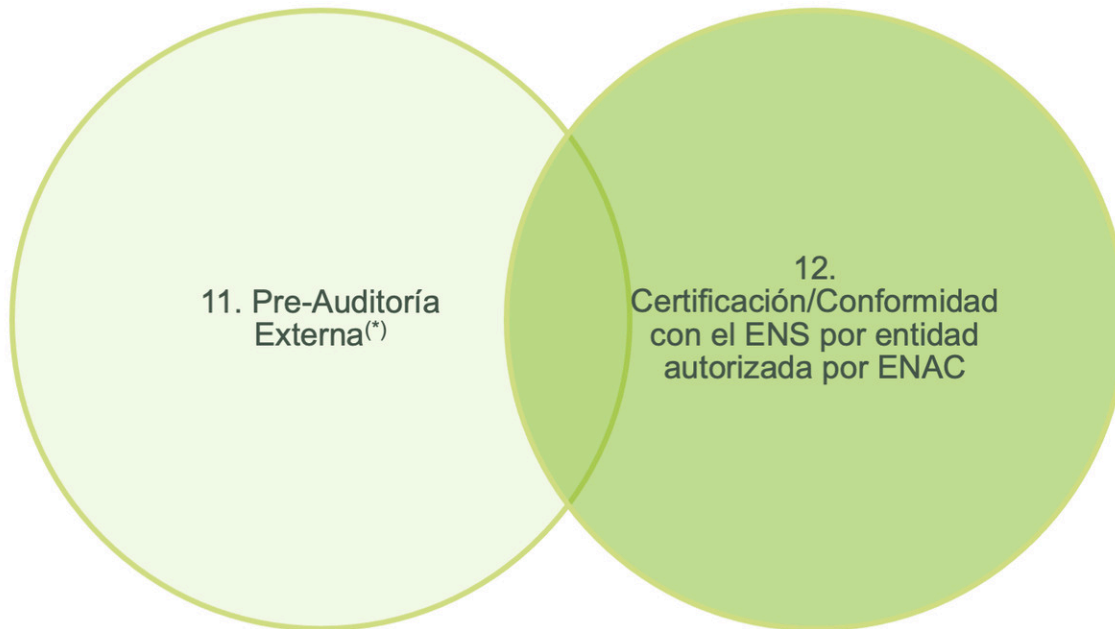 11. Pre-Auditoría
Externa(*)
12.
Certificación/Conformidad
con el ENS por entidad
autorizada por ENAC